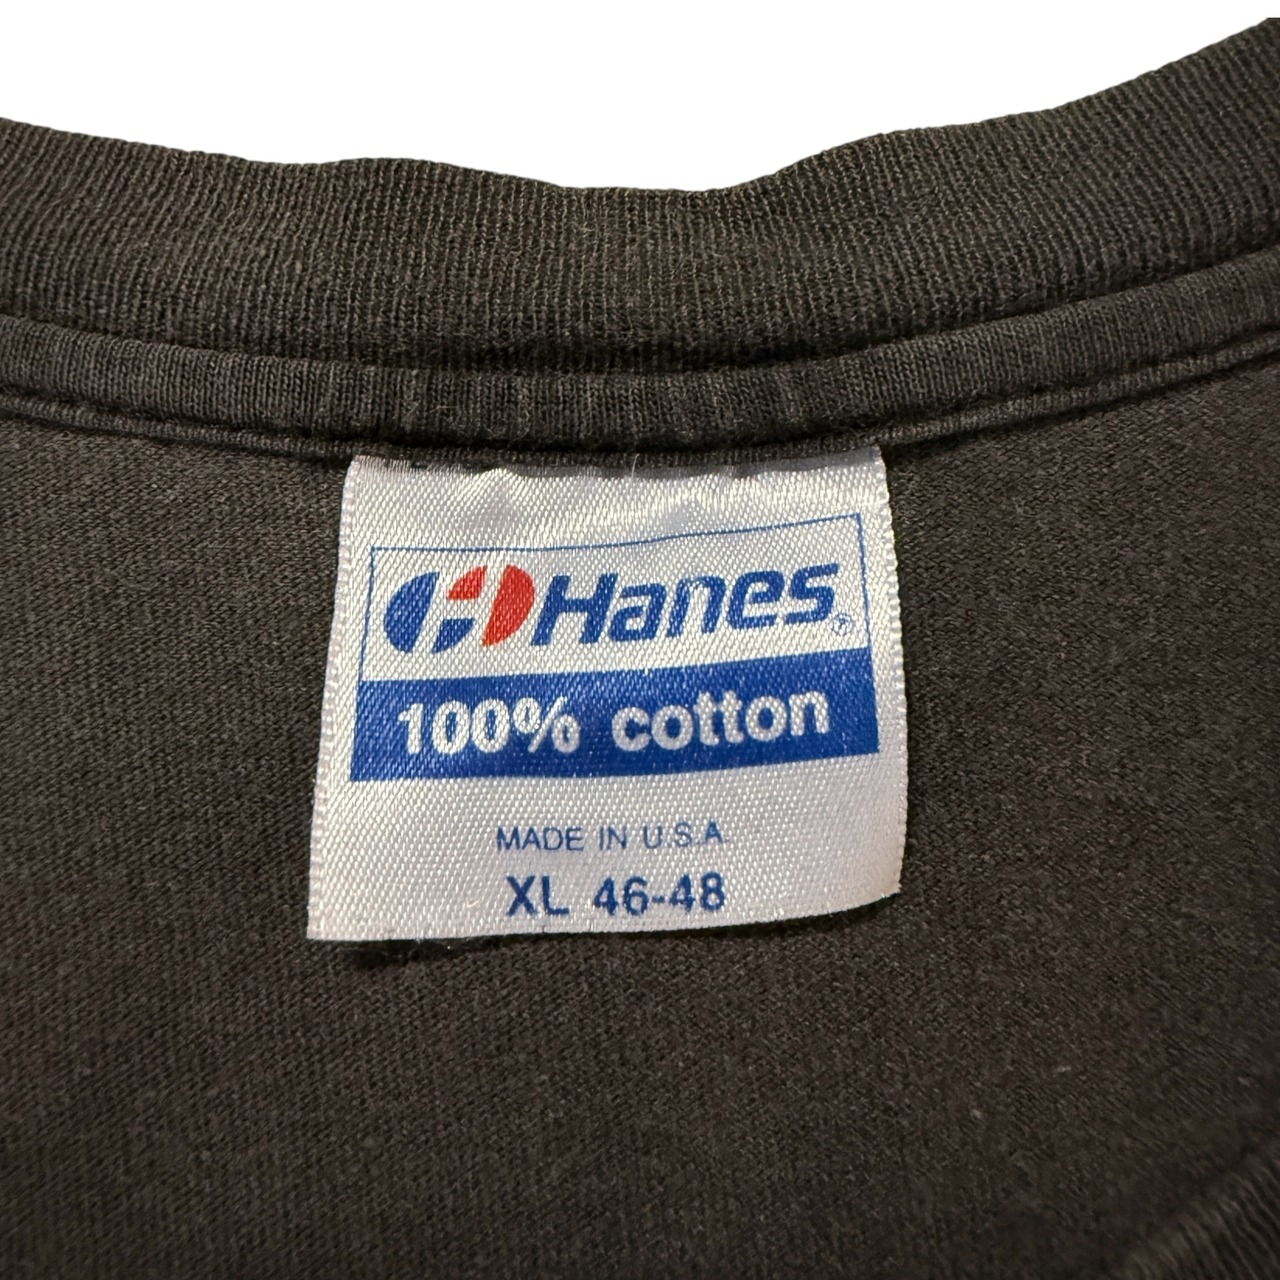 Hanes®
100% cotton
MADE IN U.S.A.
XL 46-48